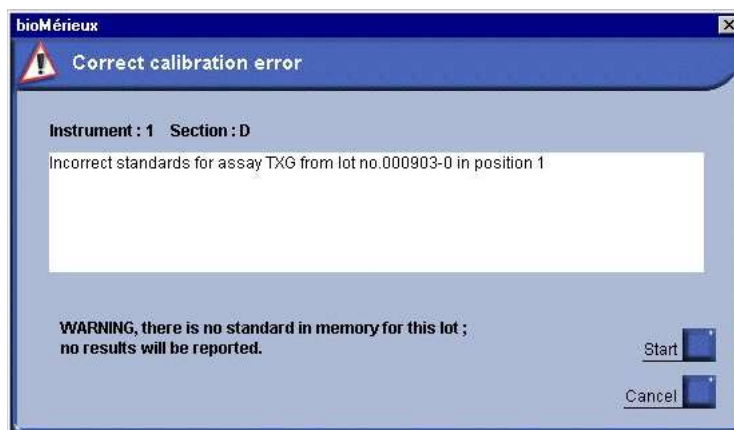 bioMérieux
Correct calibration error
Instrument : 1 Section : D
Incorrect standards for assay TXG from lot no.000903-0 in position 1
WARNING, there is no standard in memory for this lot ;
no results will be reported.
Start
Cancel